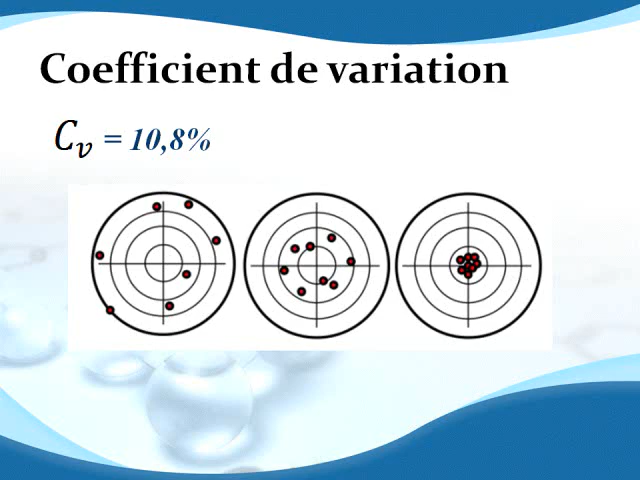 Coefficient de variation
Cv = 10,8%